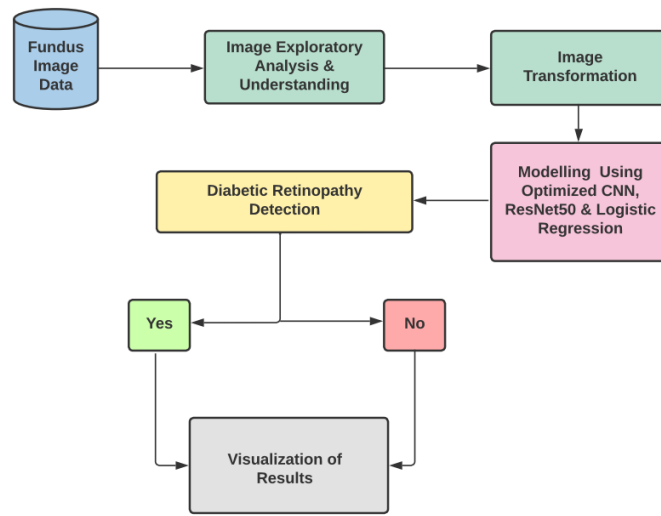 Fundus
Image
Data
Image Exploratory
Analysis &
Understanding
Image
Transformation
Modelling Using
Optimized CNN,
ResNet50 & Logistic
Regression
Diabetic Retinopathy
Detection
Yes
No
Visualization of
Results